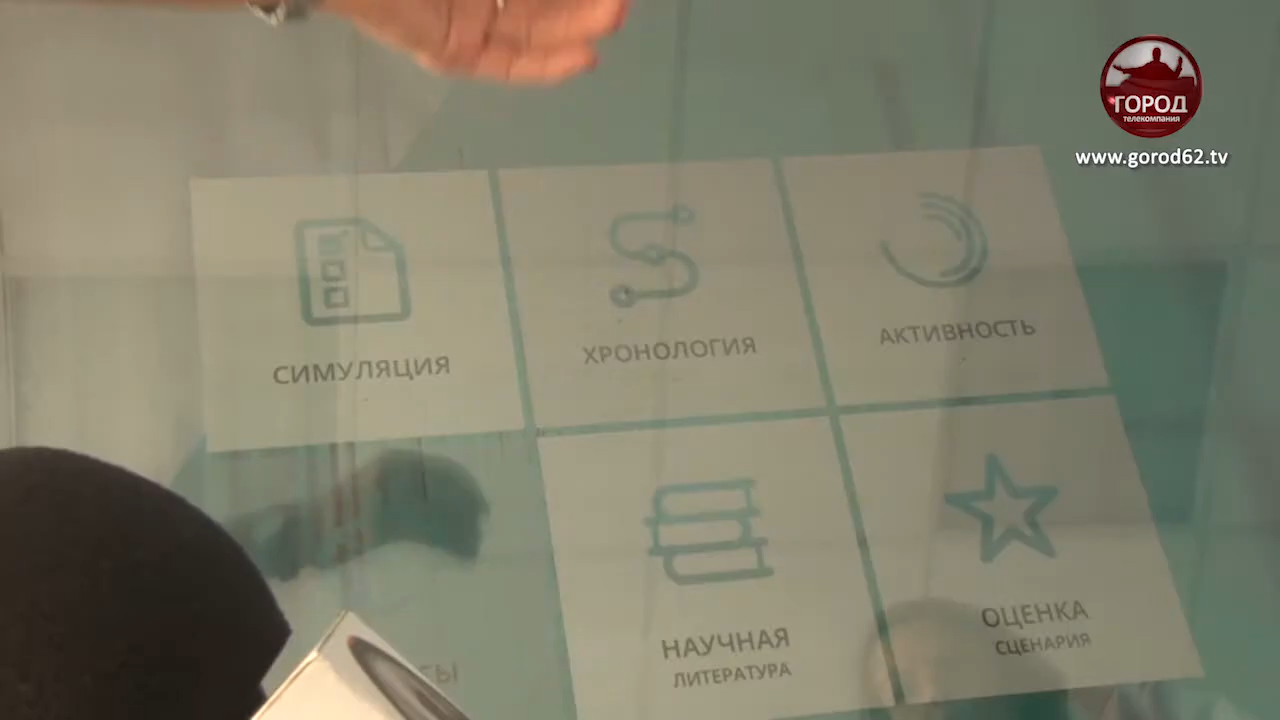 ГОРОД
телекомпания
www.gorod62.tv
СИМУЛЯЦИЯ
ХРОНОЛОГИЯ
АКТИВНОСТЬ
НАУЧНАЯ
ЛИТЕРАТУРА
ОЦЕНКА
СЦЕНАРИЯ